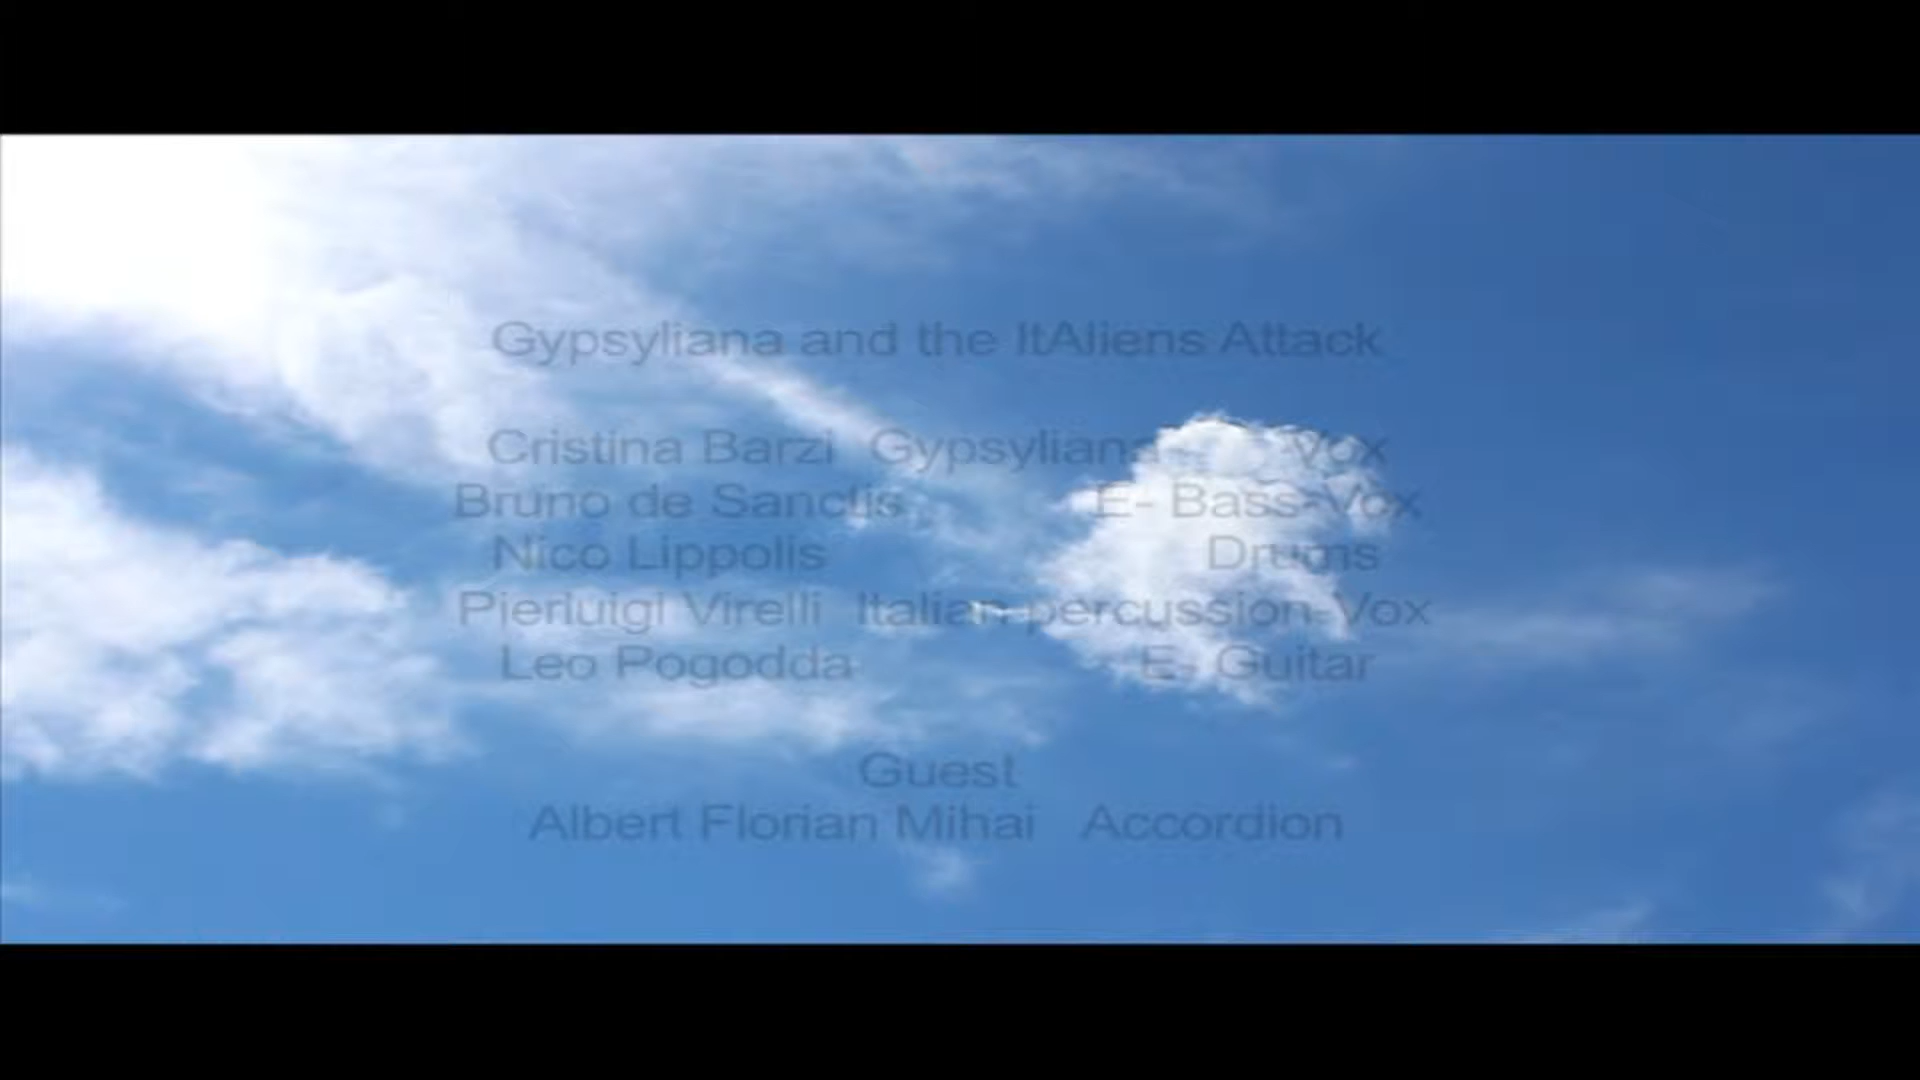 Gypsyliana and the ItAliens Attack
Cristina Barzi Gypsyliana Vox
Bruno de Sanctis E- Bass-Vox
Nico Lippolis Drums
Pierluigi Virelli Italian percussion-Vox
Leo Pogodda E- Guitar
Guest
Albert Florian Mihai Accordion